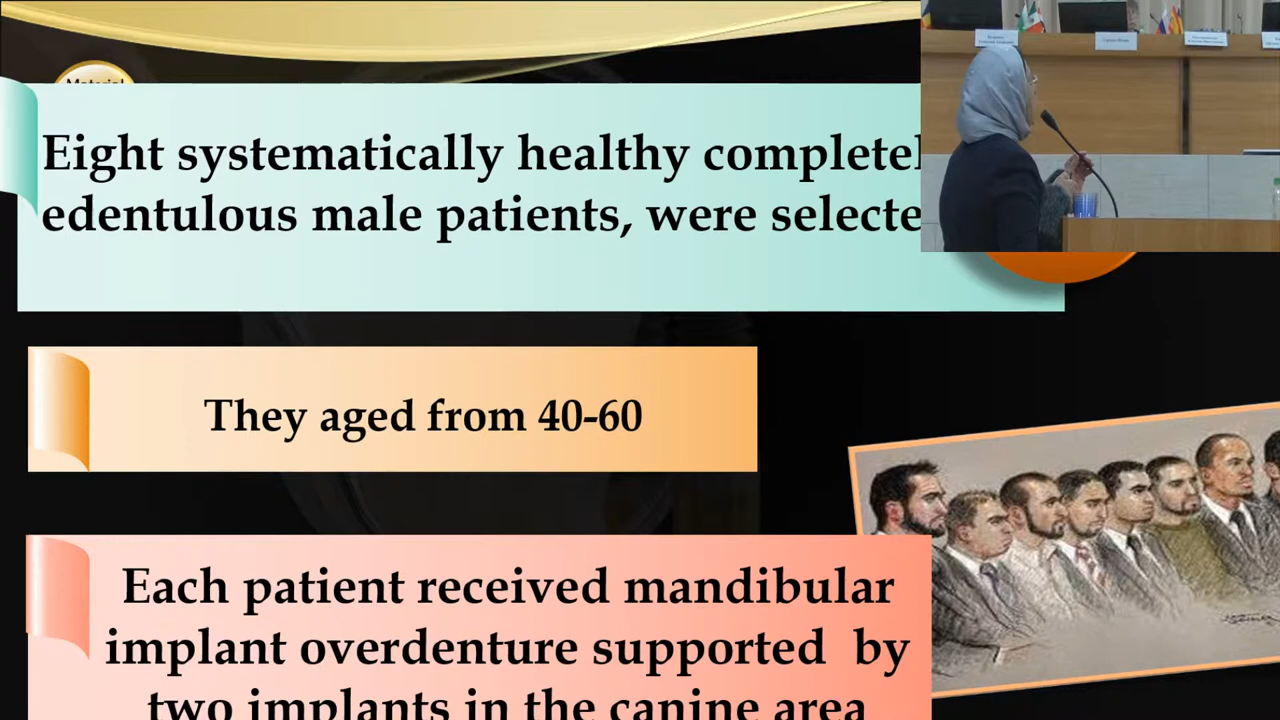 Material
Eight systematically healthy completel
edentulous male patients, were selecte
They aged from 40-60
Each patient received mandibular
implant overdenture supported by
two implants in the canine area